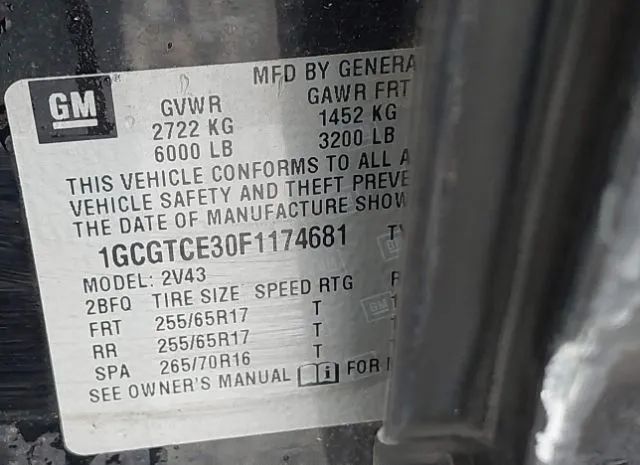 GM
MFD BY GENERA
GVWR GAWR FRT
2722 KG 1452 KG
6000 LB 3200 LB
THIS VEHICLE CONFORMS TO ALL A
VEHICLE SAFETY AND THEFT PREVE
THE DATE OF MANUFACTURE SHOW
1GCGTCE30F1174681 TY
MODEL: 2V43
2BFQ TIRE SIZE SPEED RTG
FRT 255/65R17 T
RR 255/65R17 T
SPA 265/70R16 T
SEE OWNER'S MANUAL FOR